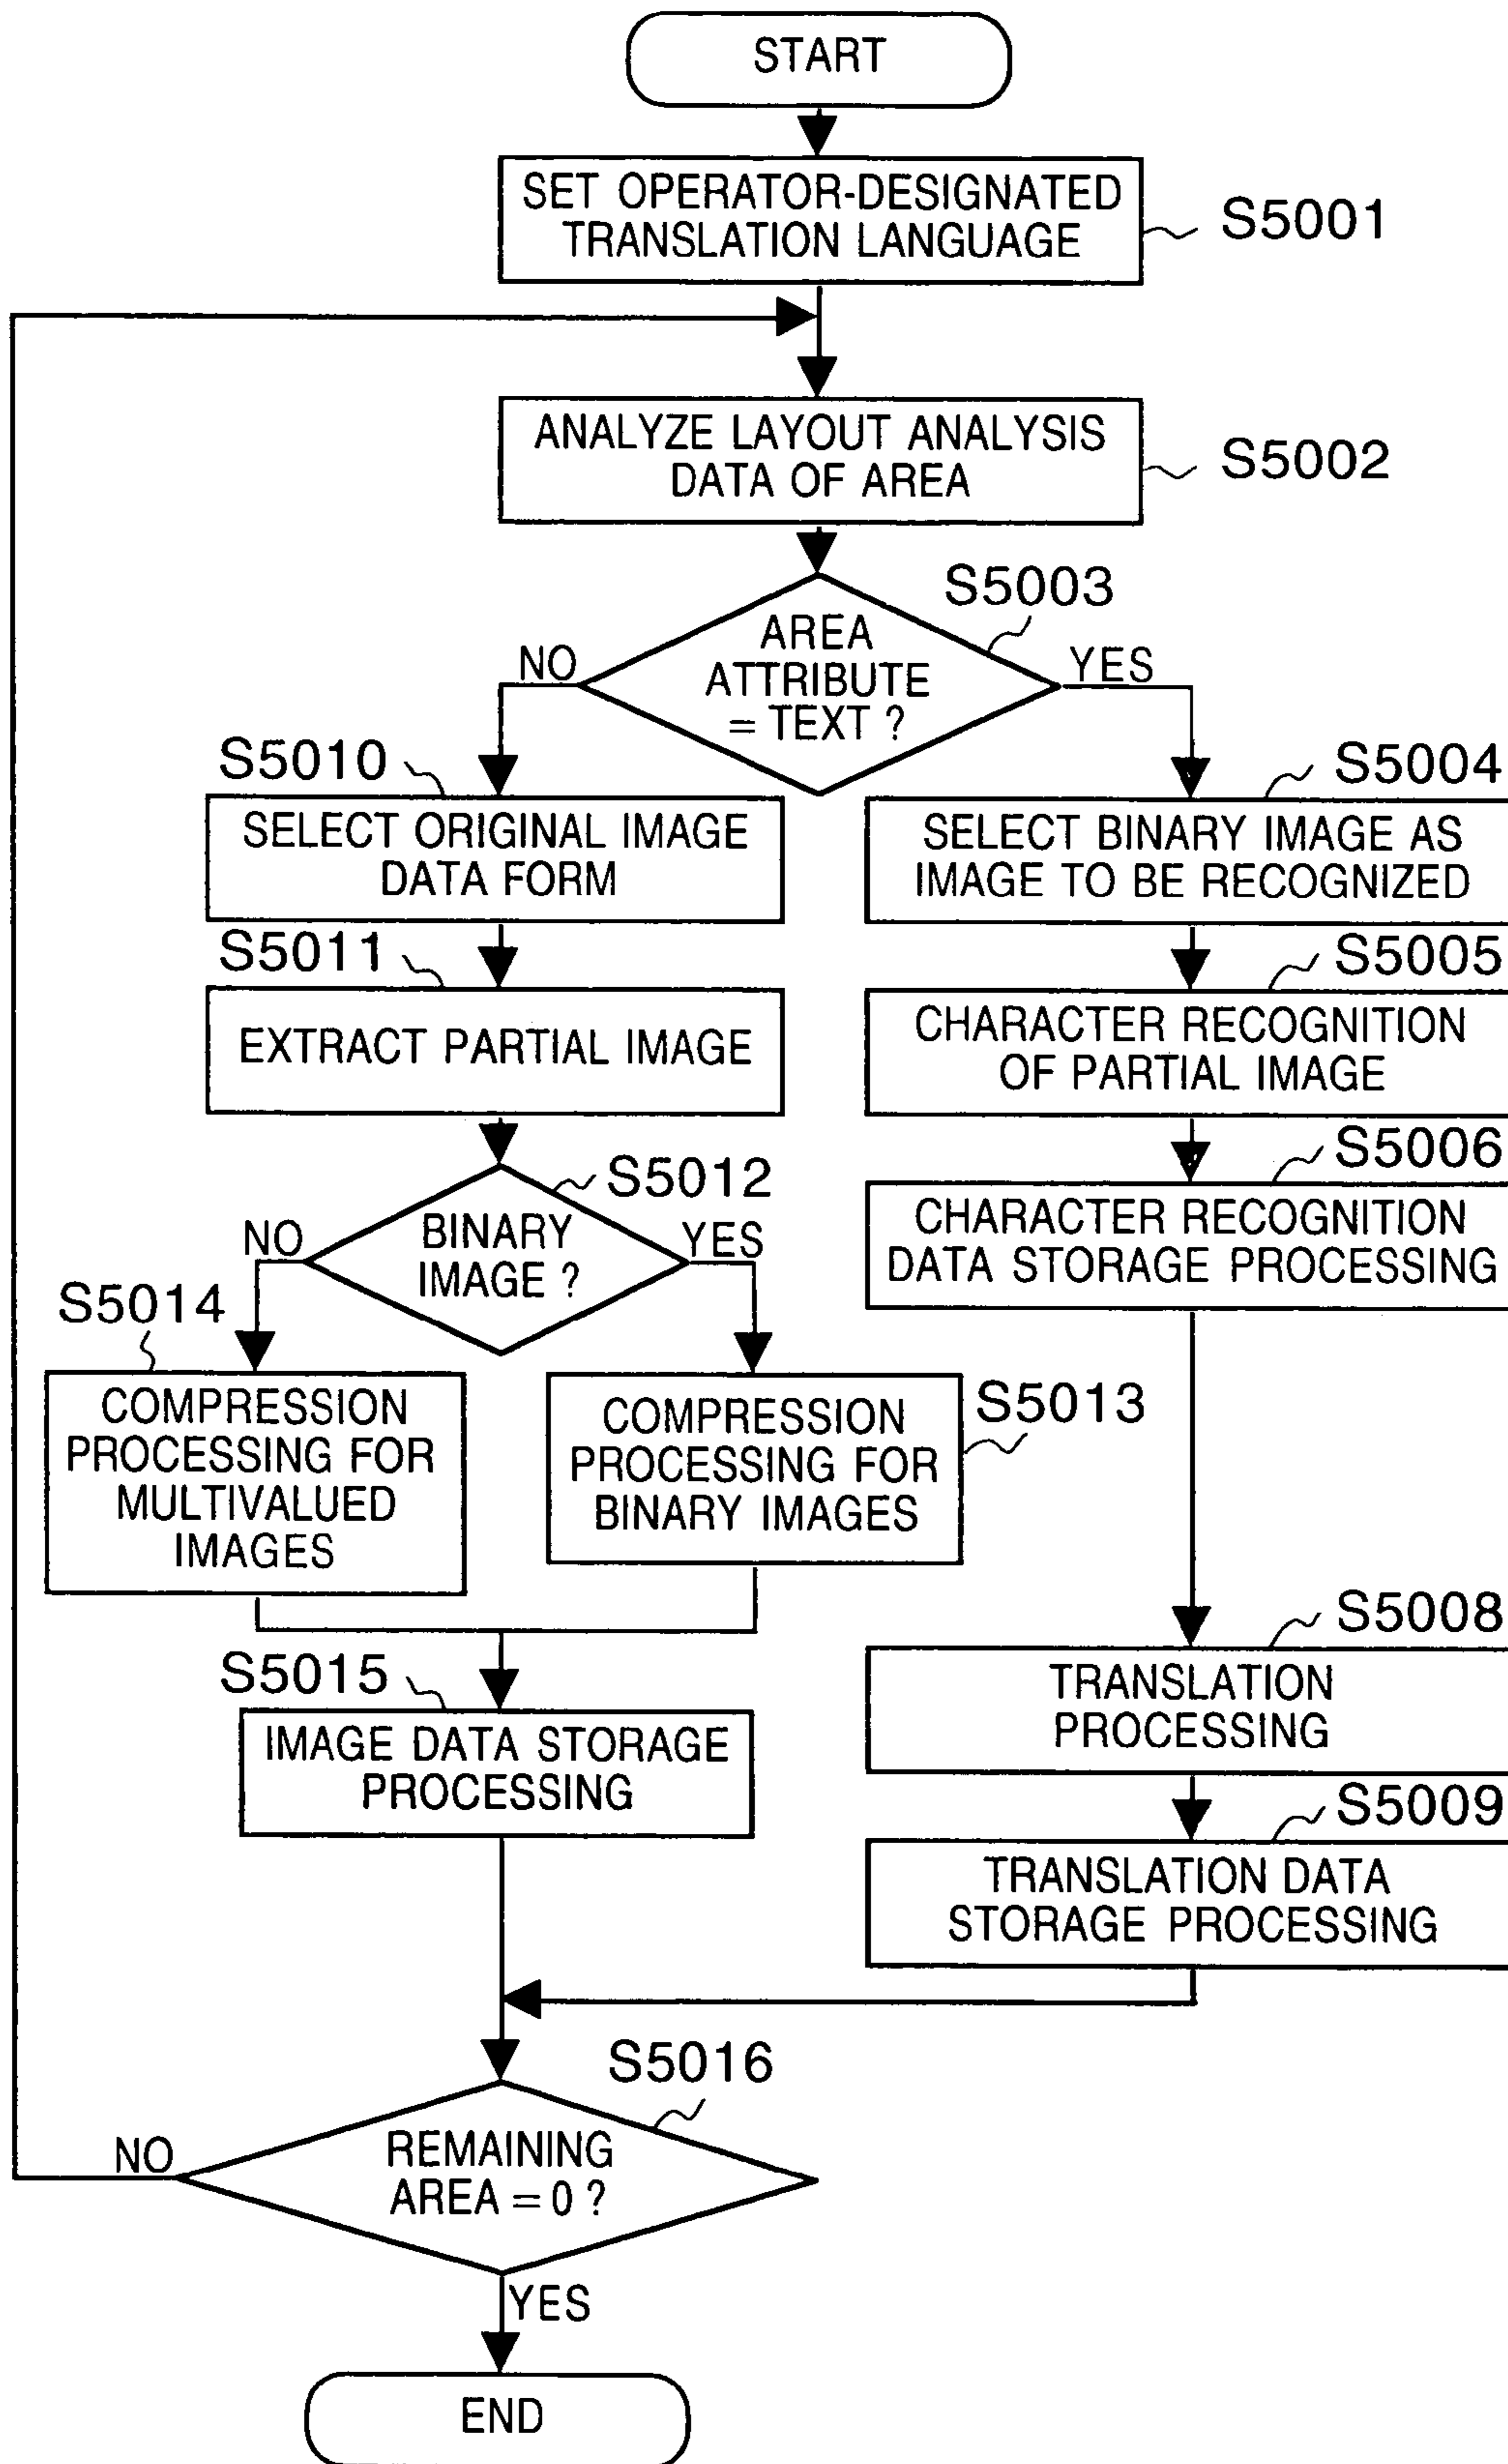 START
SET OPERATOR-DESIGNATED
TRANSLATION LANGUAGE
S5001
ANALYZE LAYOUT ANALYSIS
DATA OF AREA
S5002
S5003
AREA
ATTRIBUTE
= TEXT ?
NO
YES
S5010
SELECT ORIGINAL IMAGE
DATA FORM
S5004
SELECT BINARY IMAGE AS
IMAGE TO BE RECOGNIZED
S5011
EXTRACT PARTIAL IMAGE
S5005
CHARACTER RECOGNITION
OF PARTIAL IMAGE
S5006
CHARACTER RECOGNITION
DATA STORAGE PROCESSING
S5012
BINARY
IMAGE ?
NO
YES
S5014
COMPRESSION
PROCESSING FOR
MULTIVALUED
IMAGES
S5013
COMPRESSION
PROCESSING FOR
BINARY IMAGES
S5015
IMAGE DATA STORAGE
PROCESSING
S5008
TRANSLATION
PROCESSING
S5009
TRANSLATION DATA
STORAGE PROCESSING
S5016
REMAINING
AREA = 0 ?
NO
YES
END